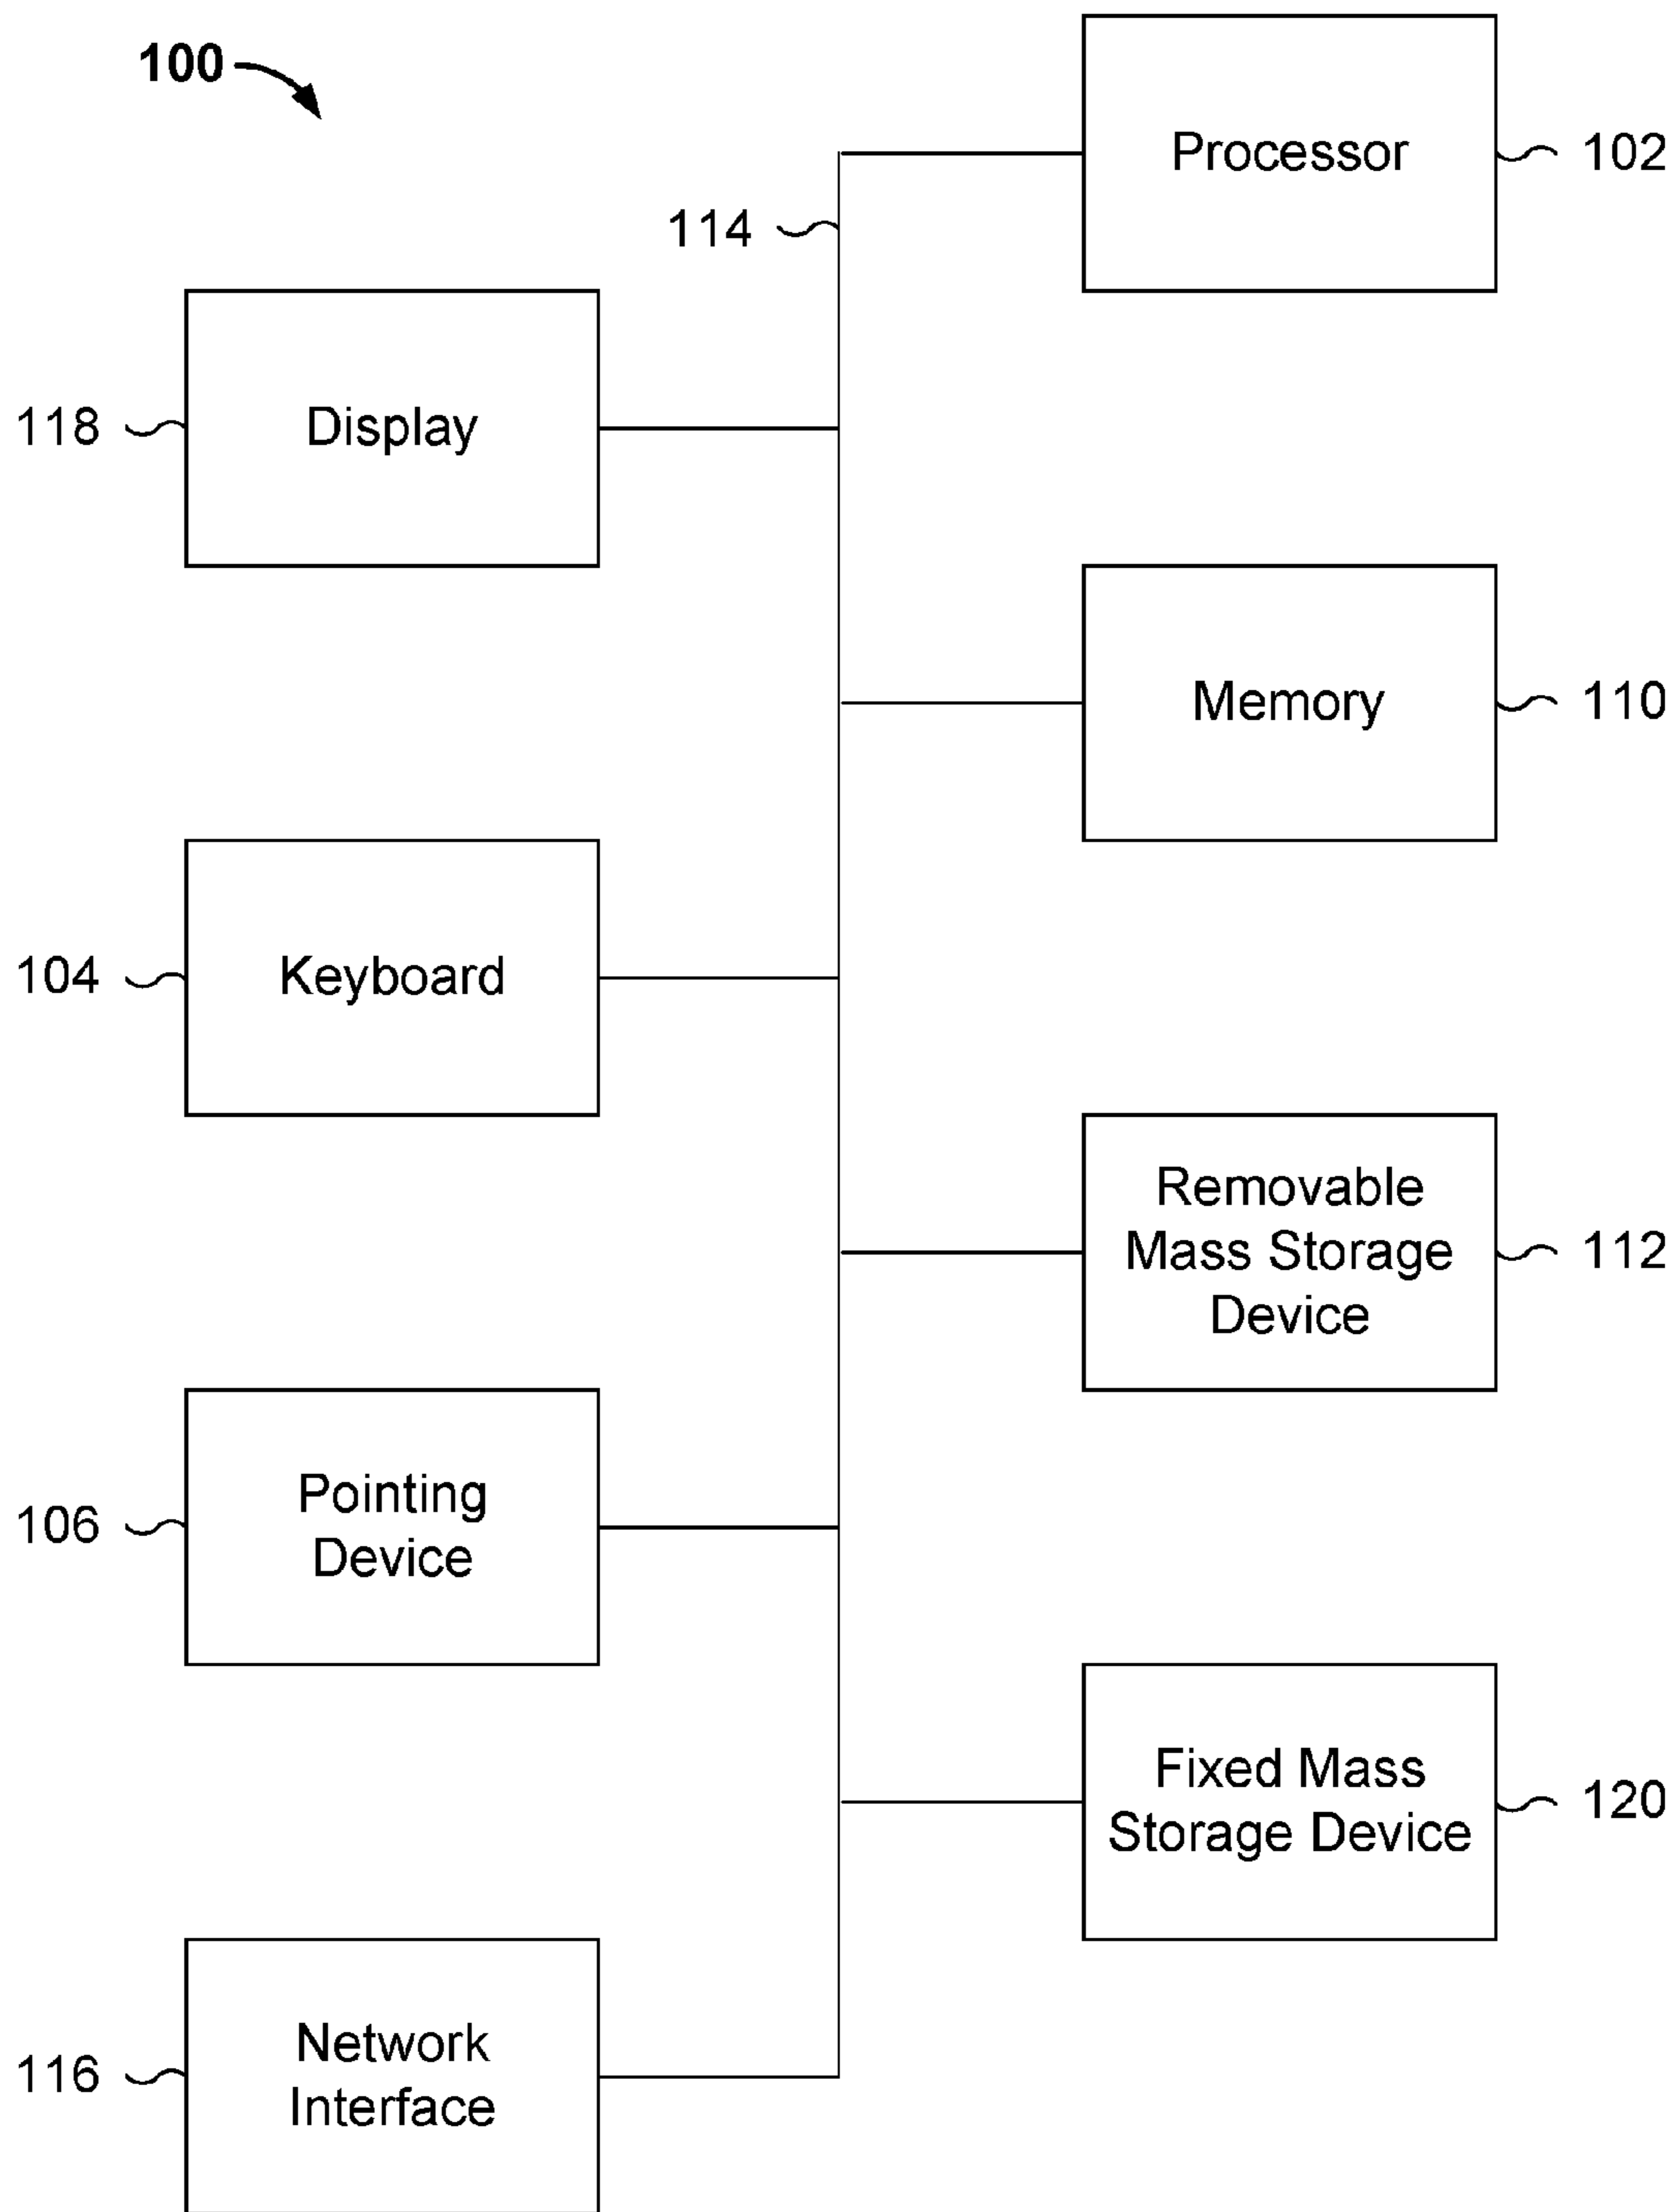 100
Processor
102
114
118
Display
Memory
110
104
Keyboard
Removable
Mass Storage
Device
112
106
Pointing
Device
Fixed Mass
Storage Device
120
116
Network
Interface